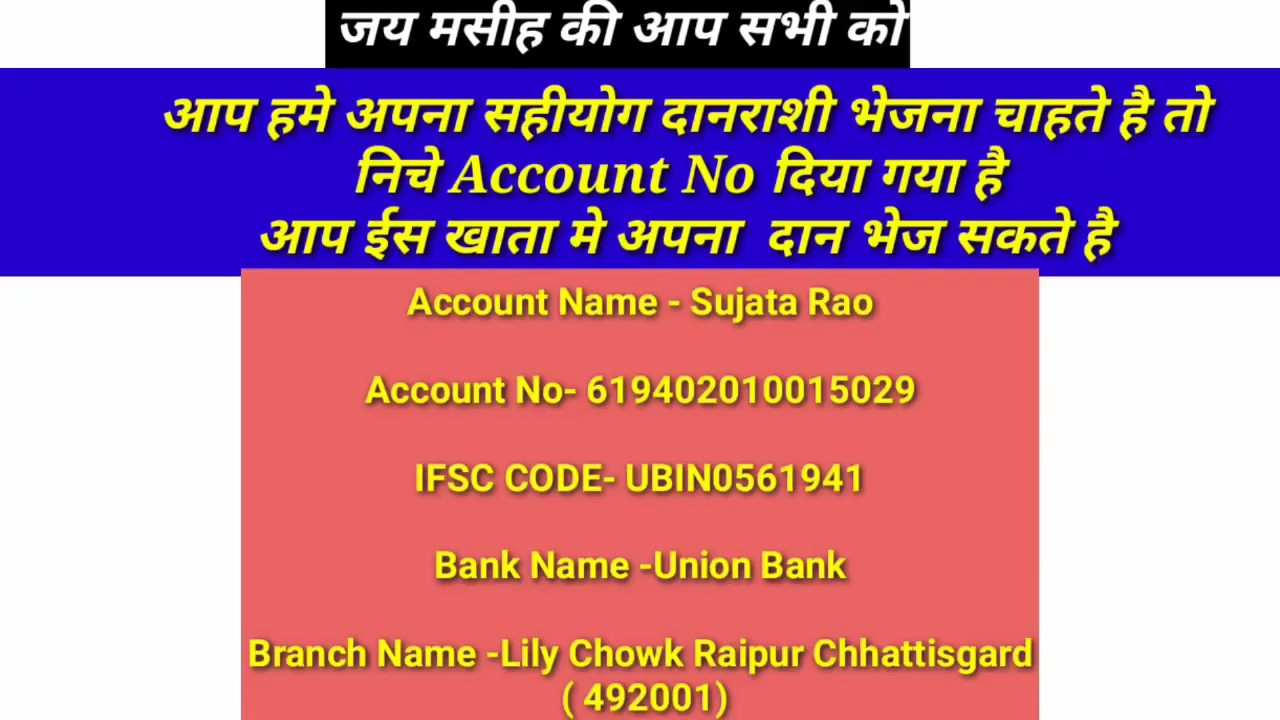 जय मसीह की आप सभी को
आप हमे अपना सहीयोग दानराशी भेजना चाहते है तो
निचे Account No दिया गया है
आप ईस खाता मे अपना दान भेज सकते है
Account Name - Sujata Rao
Account No- 619402010015029
IFSC CODE- UBIN0561941
Bank Name -Union Bank
Branch Name -Lily Chowk Raipur Chhattisgard
( 492001)